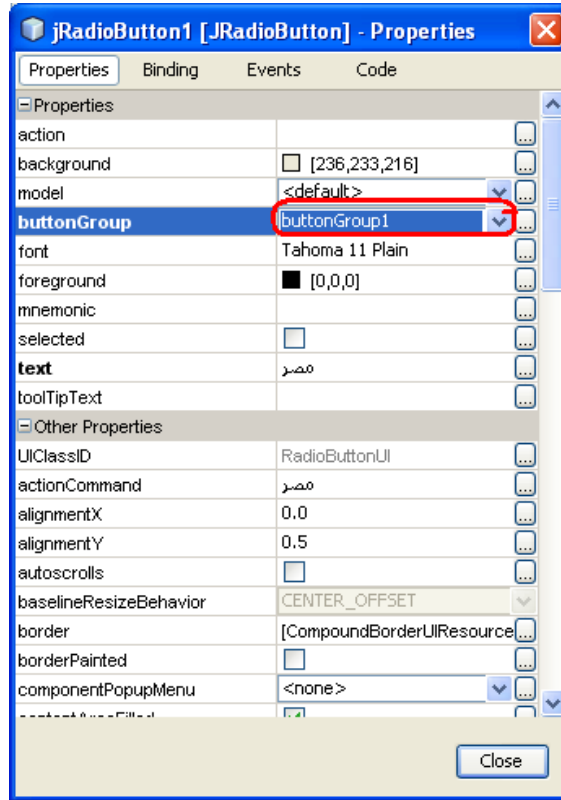 jRadioButton1 [JRadioButton] - Properties
Properties Binding Events Code
Properties
action ...
background [236,233,216] ...
model <default> ...
buttonGroup buttonGroup1 ...
font Tahoma 11 Plain ...
foreground [0,0,0] ...
mnemonic ...
selected ...
text مصر ...
toolTipText ...
Other Properties
UIClassID RadioButtonUI ...
actionCommand مصر ...
alignmentX 0.0 ...
alignmentY 0.5 ...
autoscrolls ...
baselineResizeBehavior CENTER_OFFSET
border [CompoundBorderUIResource ...
borderPainted ...
componentPopupMenu <none> ...
Close